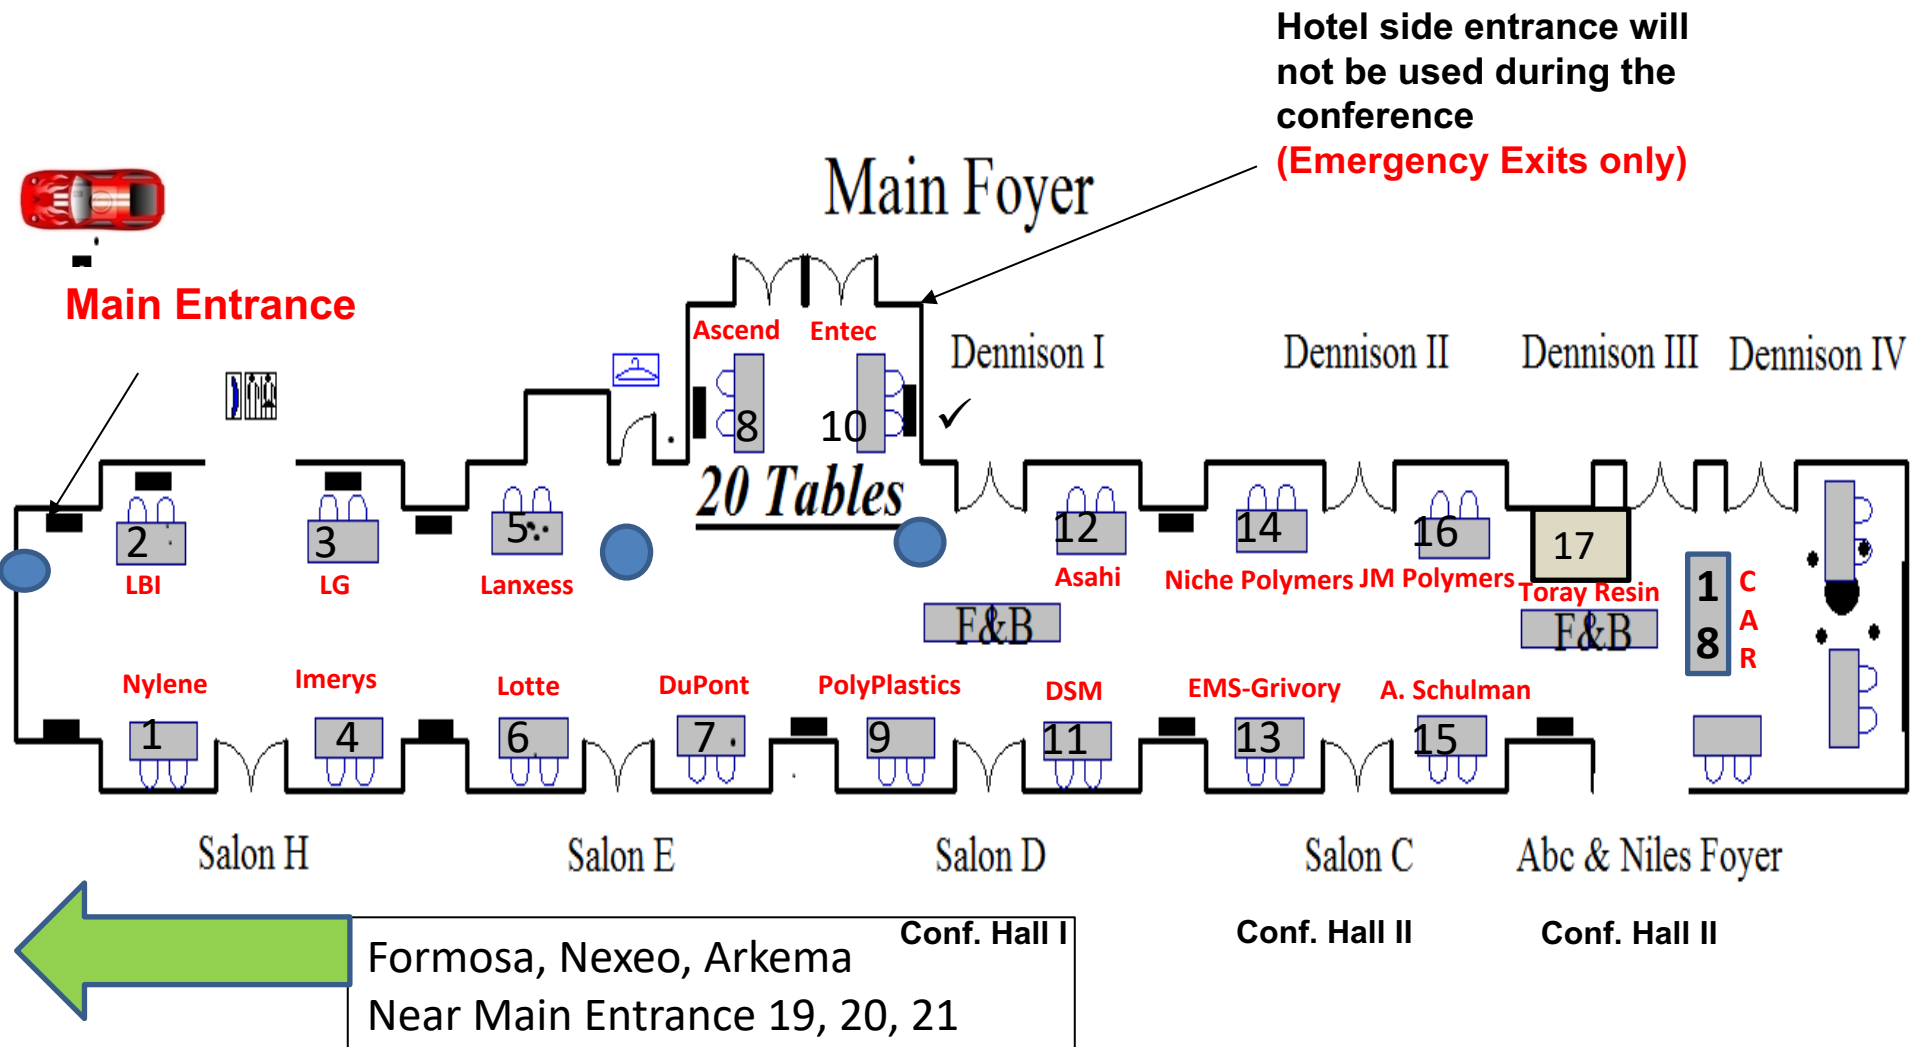 Hotel side entrance will
not be used during the
conference
(Emergency Exits only)
Main Foyer
Main Entrance
Ascend
Entec
Dennison I
Dennison II
Dennison III
Dennison IV
8
10
20 Tables
2
3
5
12
14
16
17
LBI
LG
Lanxess
Asahi
Niche Polymers
JM Polymers
Toray Resin
18
CAR
F&B
F&B
Nylene
Imerys
Lotte
DuPont
PolyPlastics
DSM
EMS-Grivory
A. Schulman
1
4
6
7
9
11
13
15
Salon H
Salon E
Salon D
Salon C
Abc & Niles Foyer
Conf. Hall I
Conf. Hall II
Conf. Hall II
Formosa, Nexeo, Arkema
Near Main Entrance 19, 20, 21